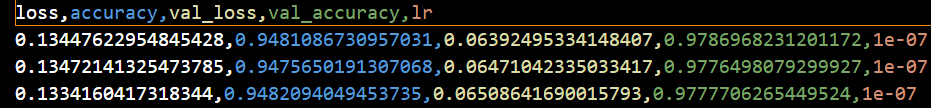 loss,accuracy,val_loss,val_accuracy,lr
0.13447622954845428,0.9481086730957031,0.06392495334148407,0.9786968231201172,1e-07
0.13472141325473785,0.9475650191307068,0.06471042335033417,0.9776498079299927,1e-07
0.1334160417318344,0.9482094049453735,0.06508641690015793,0.9777706265449524,1e-07